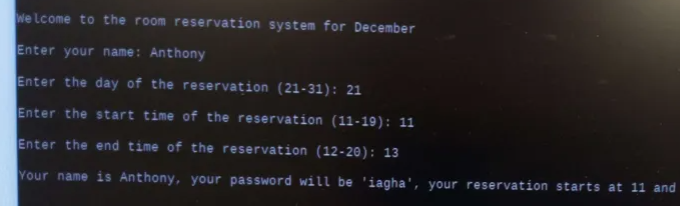 Welcome to the room reservation system for December
Enter your name: Anthony
Enter the day of the reservation (21-31): 21
Enter the start time of the reservation (11-19): 11
Enter the end time of the reservation (12-20): 13
Your name is Anthony, your password will be 'iagha', your reservation starts at 11 and